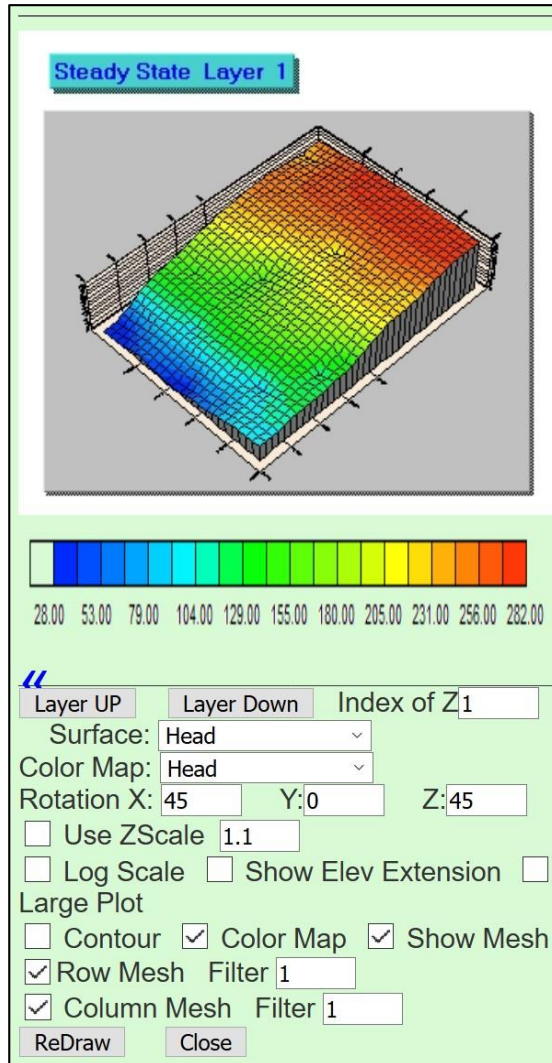 Steady State Layer 1
28.00 53.00 79.00 104.00 129.00 155.00 180.00 205.00 231.00 256.00 282.00
«
Layer UP Layer Down Index of Z 1
Surface: Head
Color Map: Head
Rotation X: 45 Y: 0 Z: 45
Use ZScale 1.1
Log Scale Show Elev Extension
Large Plot
Contour Color Map Show Mesh
Row Mesh Filter 1
Column Mesh Filter 1
ReDraw Close